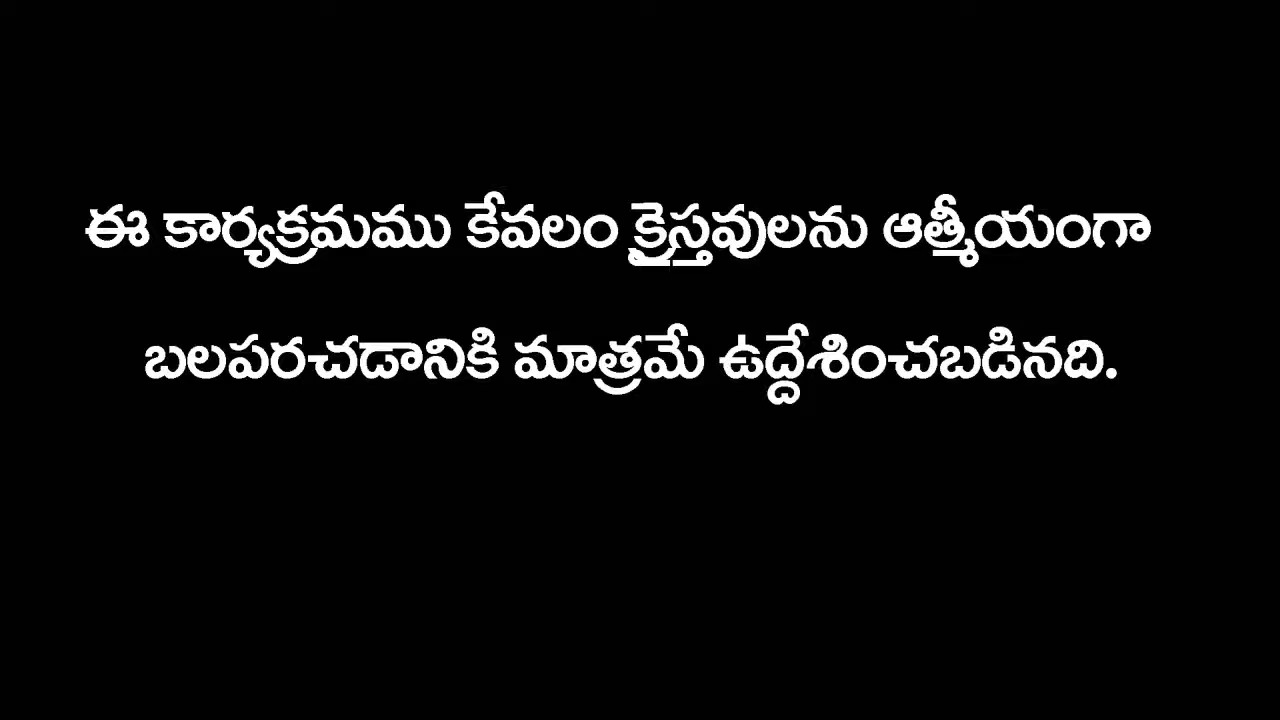 ఈ కార్యక్రమము కేవలం క్రైస్తవులను ఆత్మీయంగా
బలపరచడానికి మాత్రమే ఉద్దేశించబడినది.